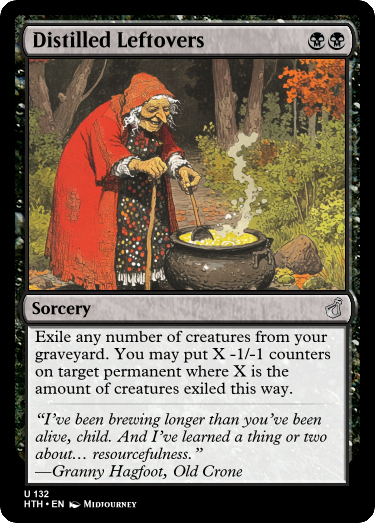 Distilled Leftovers
Sorcery
Exile any number of creatures from your
graveyard. You may put X -1/-1 counters
on target permanent where X is the
amount of creatures exiled this way.
“I’ve been brewing longer than you’ve been
alive, child. And I’ve learned a thing or two
about... resourcefulness.”
—Granny Hagfoot, Old Crone
U 132
HTH • EN Midjourney